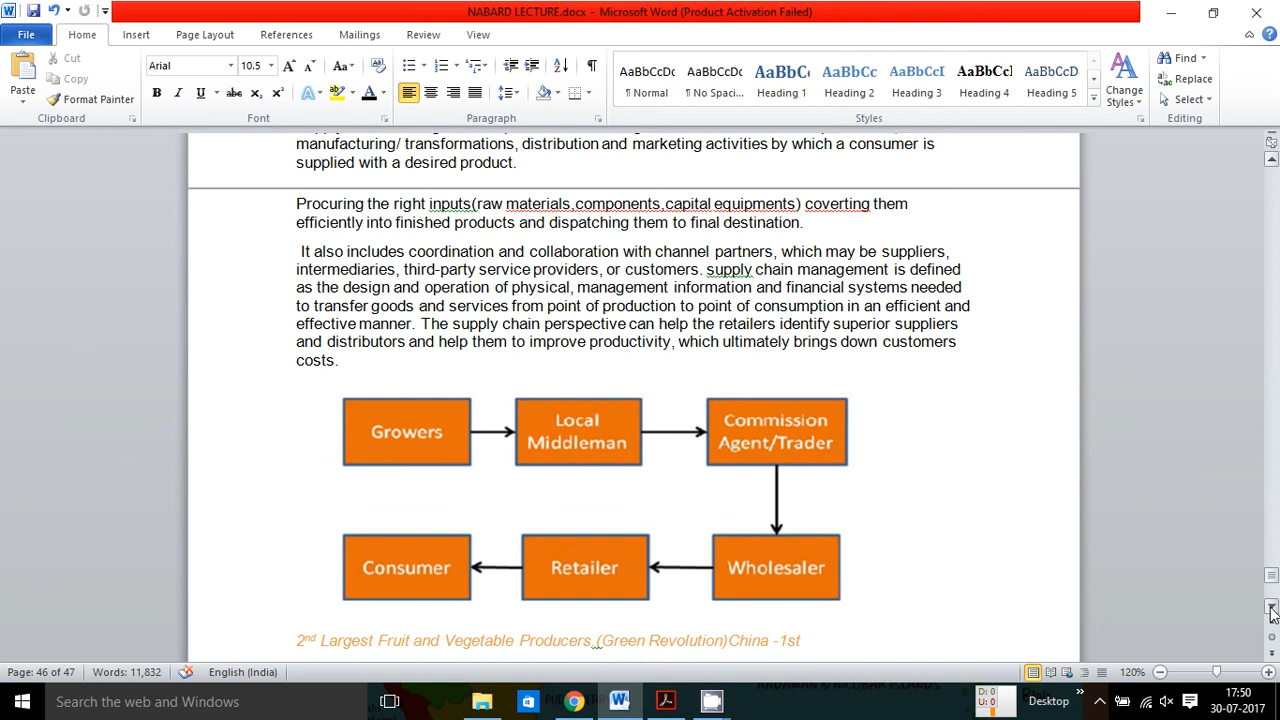 NABARD LECTURE.docx - Microsoft Word (Product Activation Failed)
File Home Insert Page Layout References Mailings Review View
Paste
Cut
Copy
Format Painter
Clipboard
Arial 10.5
Font
Paragraph
AaBbCcDc AaBbCcDc AaBbCc AaBbCc AaBbCcI AaBbCcI AaBbCcDc
¶ Normal ¶ No Spaci... Heading 1 Heading 2 Heading 3 Heading 4 Heading 5
Change Styles
Styles
Find
Replace
Select
Editing
manufacturing/ transformations, distribution and marketing activities by which a consumer is
supplied with a desired product.
Procuring the right inputs(raw materials,components,capital equipments) coverting them
efficiently into finished products and dispatching them to final destination.
It also includes coordination and collaboration with channel partners, which may be suppliers,
intermediaries, third-party service providers, or customers. supply chain management is defined
as the design and operation of physical, management information and financial systems needed
to transfer goods and services from point of production to point of consumption in an efficient and
effective manner. The supply chain perspective can help the retailers identify superior suppliers
and distributors and help them to improve productivity, which ultimately brings down customers
costs.
Growers
Local
Middleman
Commission
Agent/Trader
Consumer
Retailer
Wholesaler
2nd Largest Fruit and Vegetable Producers (Green Revolution)China -1st
Page: 46 of 47 Words: 11,832 English (India) 120%
Search the web and Windows
D: 0
U: 0
Desktop
17:50
30-07-2017